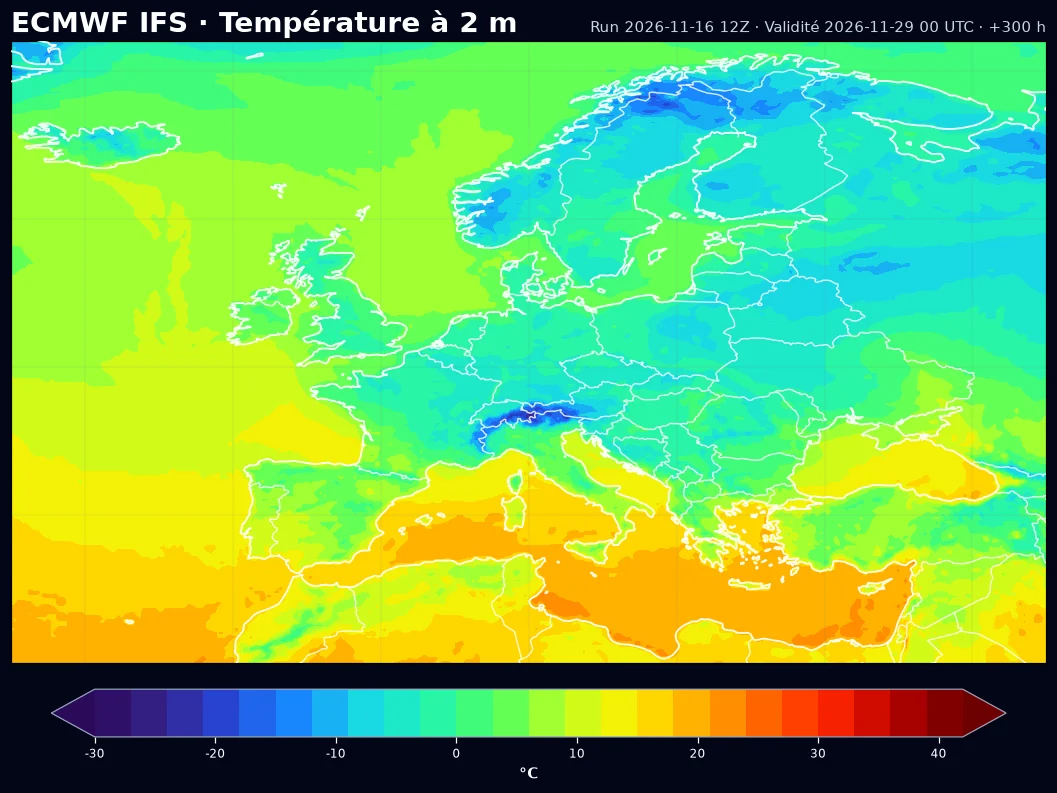 ECMWF IFS · Température à 2 m
Run 2026-11-16 12Z · Validité 2026-11-29 00 UTC · +300 h
-30 -20 -10 0 10 20 30 40
°C